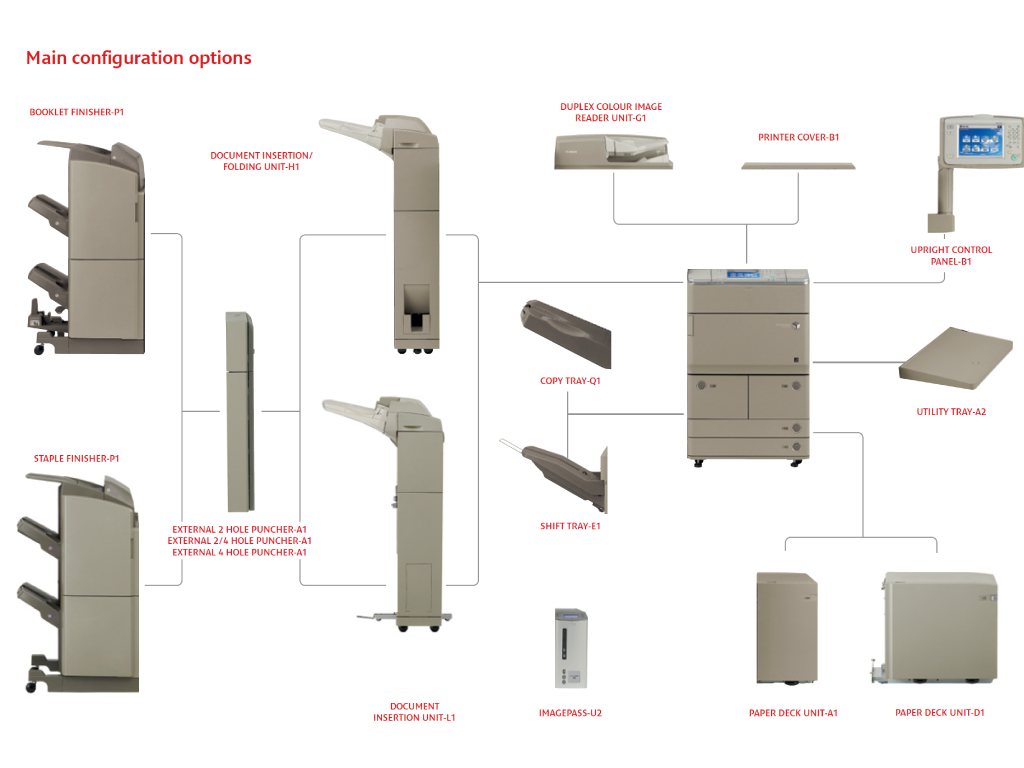 Main configuration options
BOOKLET FINISHER-P1
DOCUMENT INSERTION/
FOLDING UNIT-H1
DUPLEX COLOUR IMAGE
READER UNIT-G1
PRINTER COVER-B1
UPRIGHT CONTROL
PANEL-B1
COPY TRAY-Q1
UTILITY TRAY-A2
STAPLE FINISHER-P1
EXTERNAL 2 HOLE PUNCHER-A1
EXTERNAL 2/4 HOLE PUNCHER-A1
EXTERNAL 4 HOLE PUNCHER-A1
SHIFT TRAY-E1
DOCUMENT
INSERTION UNIT-L1
IMAGEPASS-U2
PAPER DECK UNIT-A1
PAPER DECK UNIT-D1